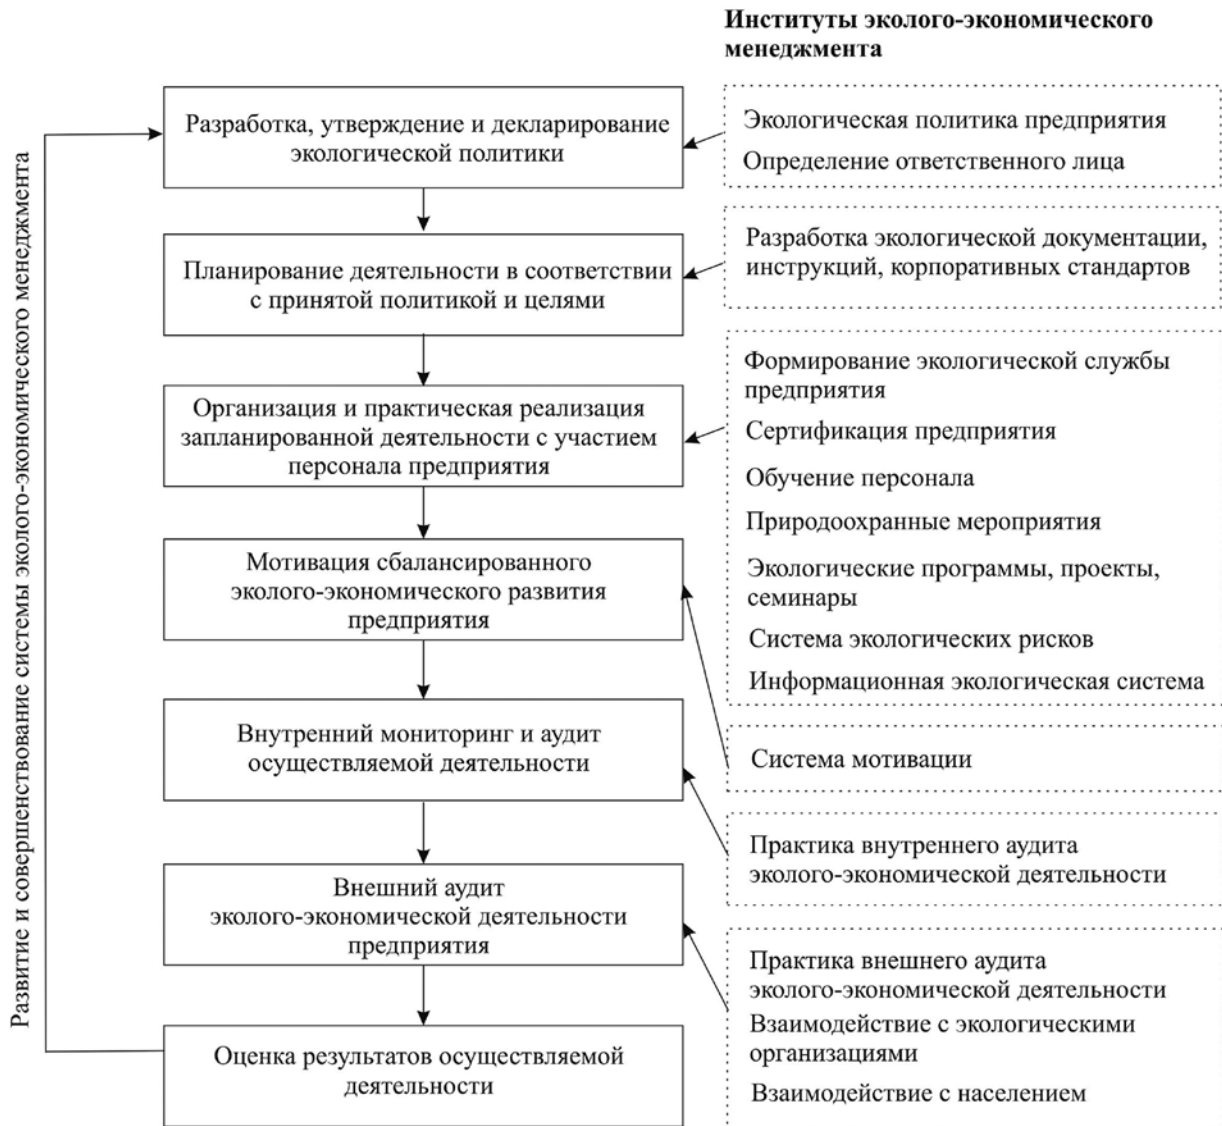 Институты эколого-экономического
менеджмента
Развитие и совершенствование системы эколого-экономического менеджмента
Разработка, утверждение и декларирование
экологической политики
Экологическая политика предприятия
Определение ответственного лица
Планирование деятельности в соответствии
с принятой политикой и целями
Разработка экологической документации,
инструкций, корпоративных стандартов
Организация и практическая реализация
запланированной деятельности с участием
персонала предприятия
Формирование экологической службы
предприятия
Сертификация предприятия
Обучение персонала
Природоохранные мероприятия
Экологические программы, проекты,
семинары
Система экологических рисков
Информационная экологическая система
Мотивация сбалансированного
эколого-экономического развития
предприятия
Система мотивации
Внутренний мониторинг и аудит
осуществляемой деятельности
Практика внутреннего аудита
эколого-экономической деятельности
Внешний аудит
эколого-экономической деятельности
предприятия
Практика внешнего аудита
эколого-экономической деятельности
Взаимодействие с экологическими
организациями
Взаимодействие с населением
Оценка результатов осуществляемой
деятельности